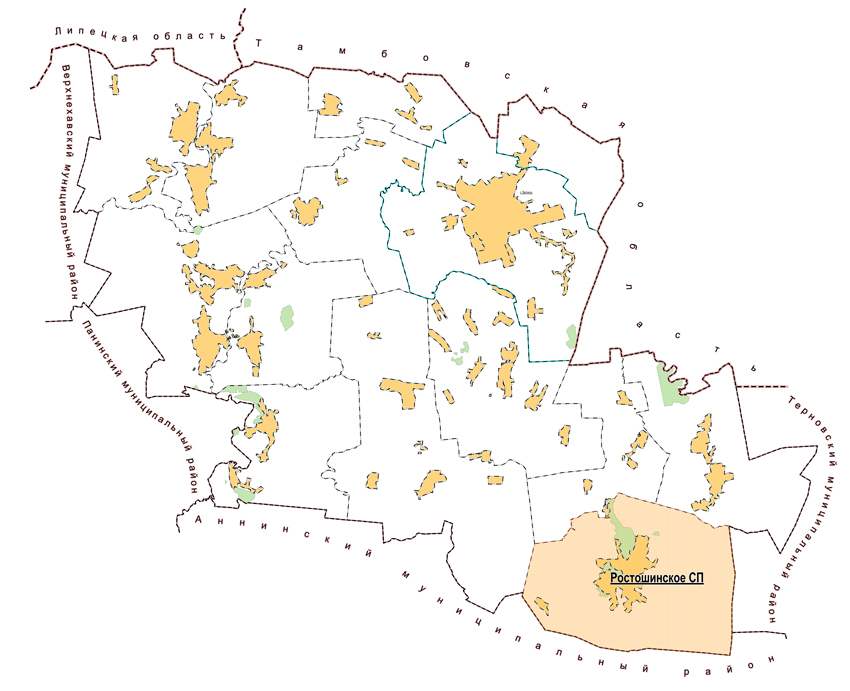 Липецкая область
Тамбовская область
Верхнехавский муниципальный район
Панинский муниципальный район
Терновский муниципальный район
Ростошинское СП
Аннинский муниципальный район